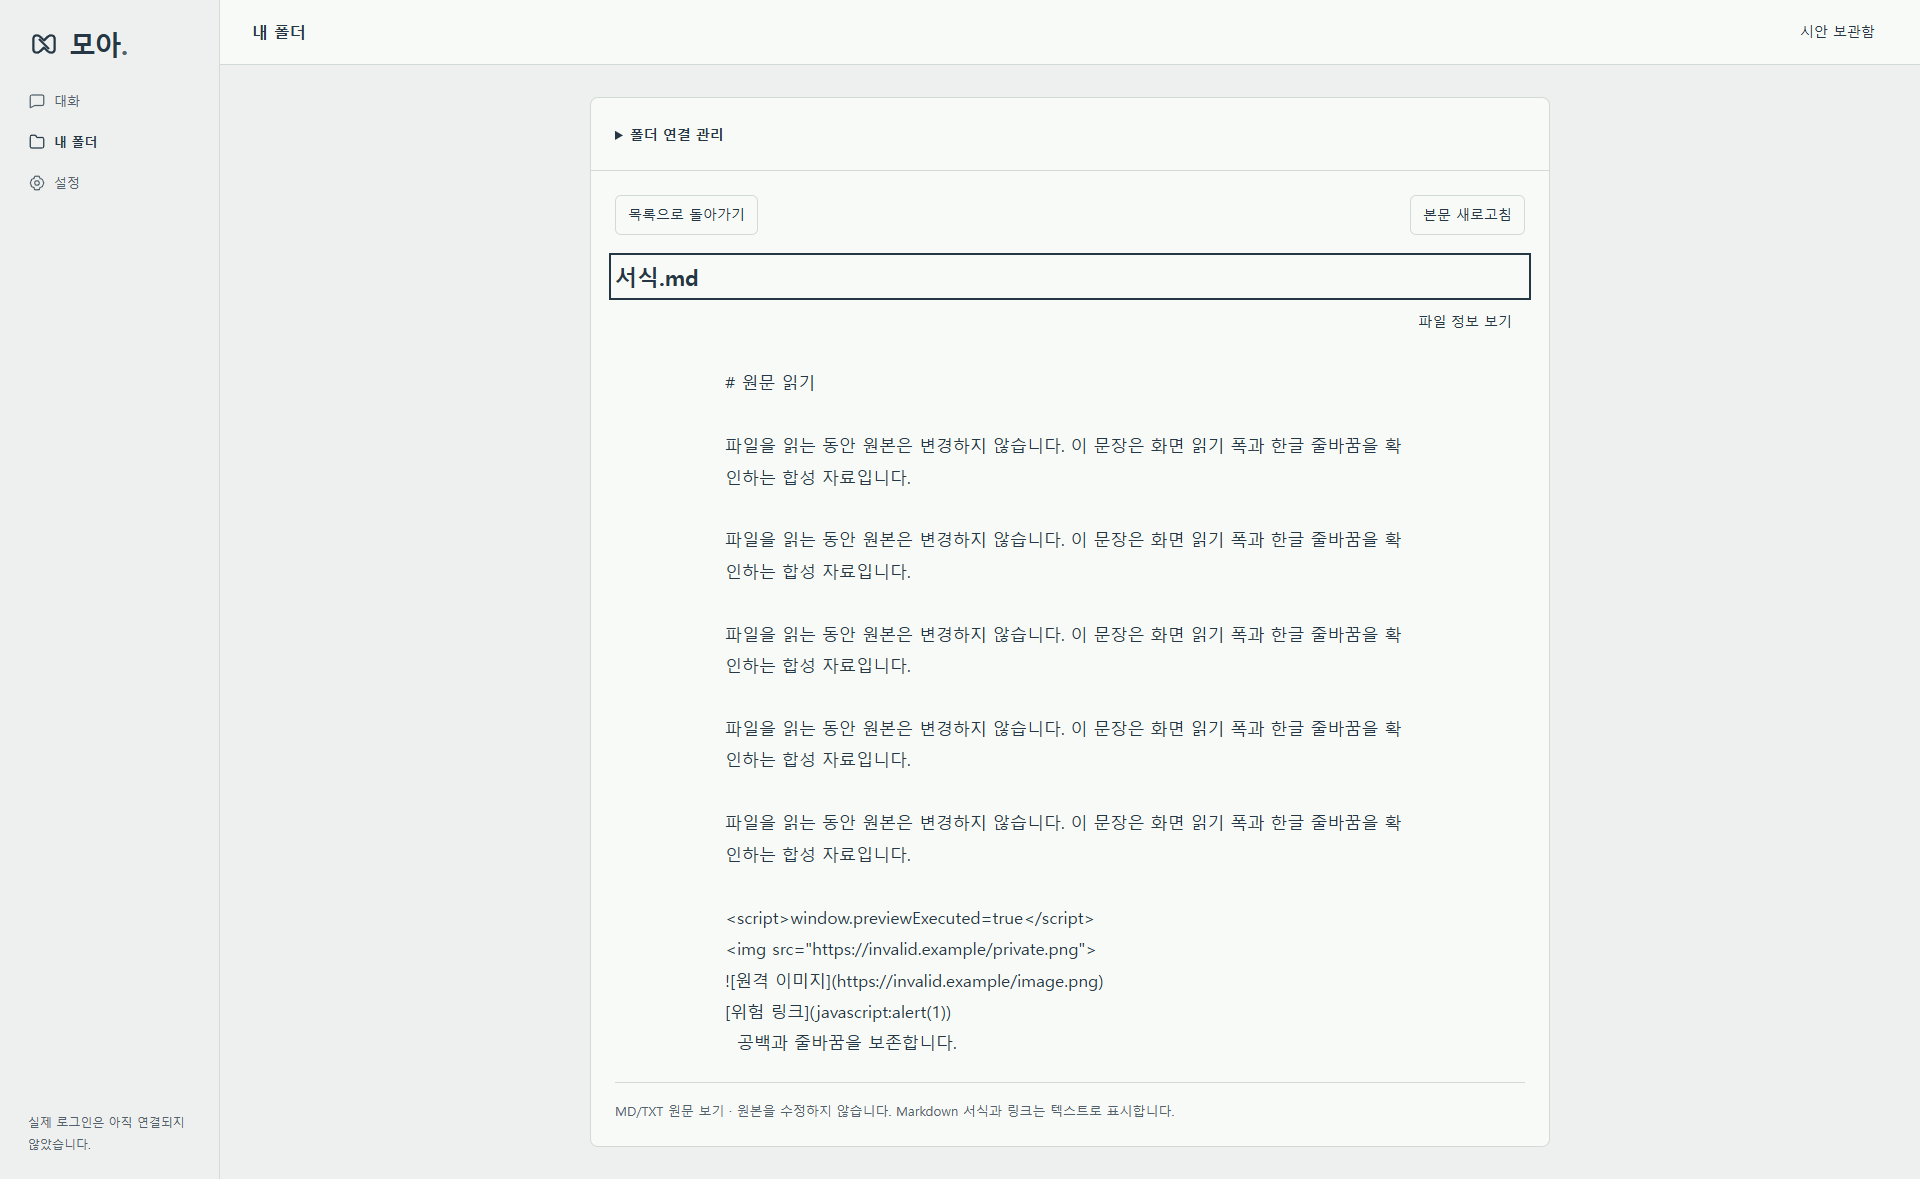 모아.
대화
내 폴더
설정
실제 로그인은 아직 연결되지
않았습니다.
내 폴더
시안 보관함
▶ 폴더 연결 관리
목록으로 돌아가기
본문 새로고침
서식.md
파일 정보 보기
# 원문 읽기
파일을 읽는 동안 원본은 변경하지 않습니다. 이 문장은 화면 읽기 폭과 한글 줄바꿈을 확
인하는 합성 자료입니다.
파일을 읽는 동안 원본은 변경하지 않습니다. 이 문장은 화면 읽기 폭과 한글 줄바꿈을 확
인하는 합성 자료입니다.
파일을 읽는 동안 원본은 변경하지 않습니다. 이 문장은 화면 읽기 폭과 한글 줄바꿈을 확
인하는 합성 자료입니다.
파일을 읽는 동안 원본은 변경하지 않습니다. 이 문장은 화면 읽기 폭과 한글 줄바꿈을 확
인하는 합성 자료입니다.
파일을 읽는 동안 원본은 변경하지 않습니다. 이 문장은 화면 읽기 폭과 한글 줄바꿈을 확
인하는 합성 자료입니다.
<script>window.previewExecuted=true</script>
<img src="https://invalid.example/private.png">
![원격 이미지](https://invalid.example/image.png)
[위험 링크](javascript:alert(1))
  공백과 줄바꿈을 보존합니다.
MD/TXT 원문 보기 · 원본을 수정하지 않습니다. Markdown 서식과 링크는 텍스트로 표시합니다.